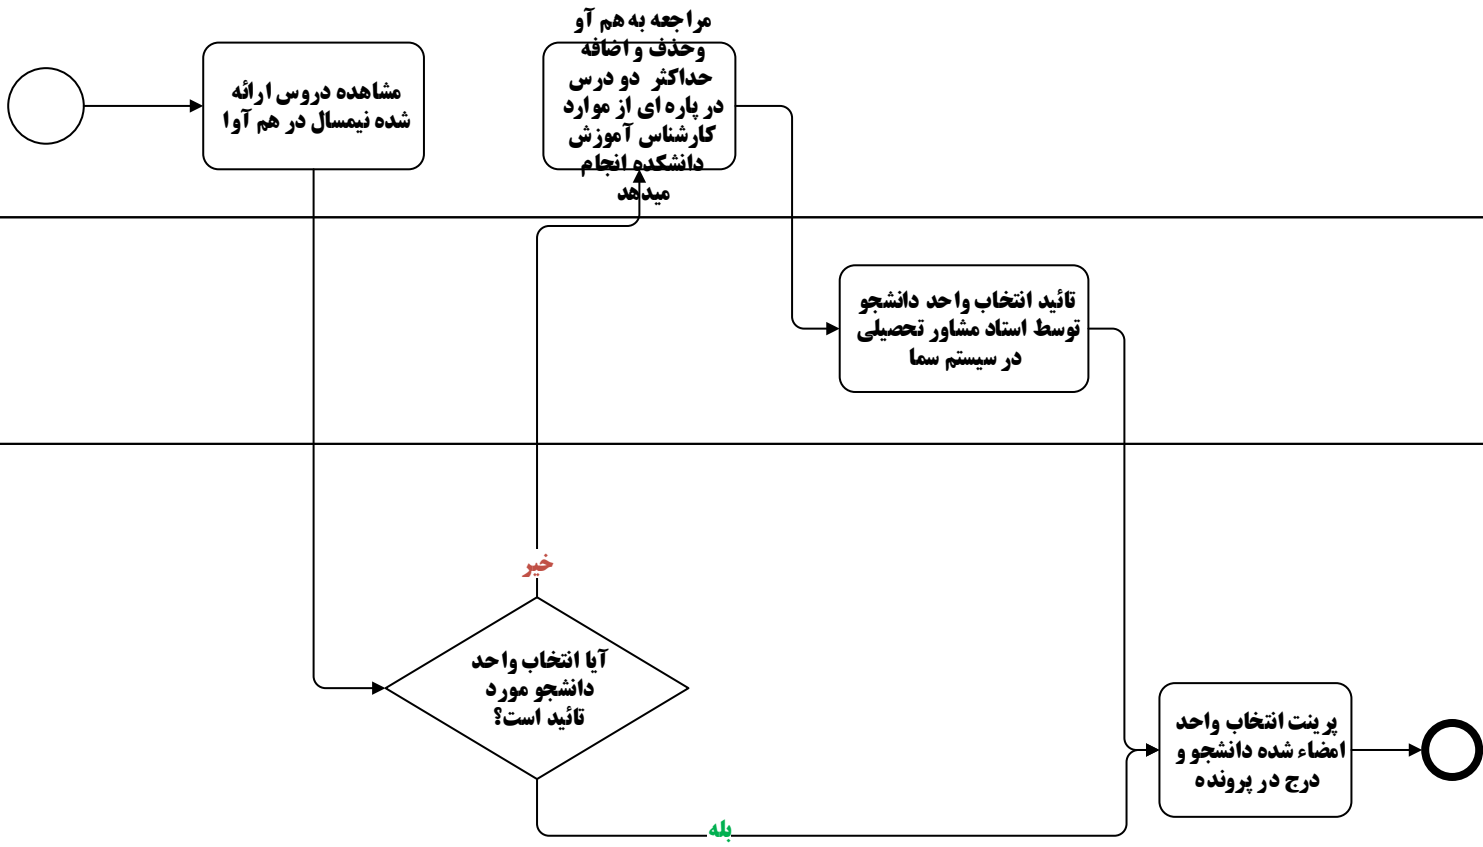 مشاهده دروس ارائه
شده نیمسال در هم آوا
مراجعه به هم آو
وحذف و اضافه
حداکثر دو درس
در پاره ای از موارد
کارشناس آموزش
دانشکده انجام
میدهد
تائید انتخاب واحد دانشجو
توسط استاد مشاور تحصیلی
در سیستم سما
خیر
آیا انتخاب واحد
دانشجو مورد
تائید است؟
پرینت انتخاب واحد
امضاء شده دانشجو و
درج در پرونده
بله